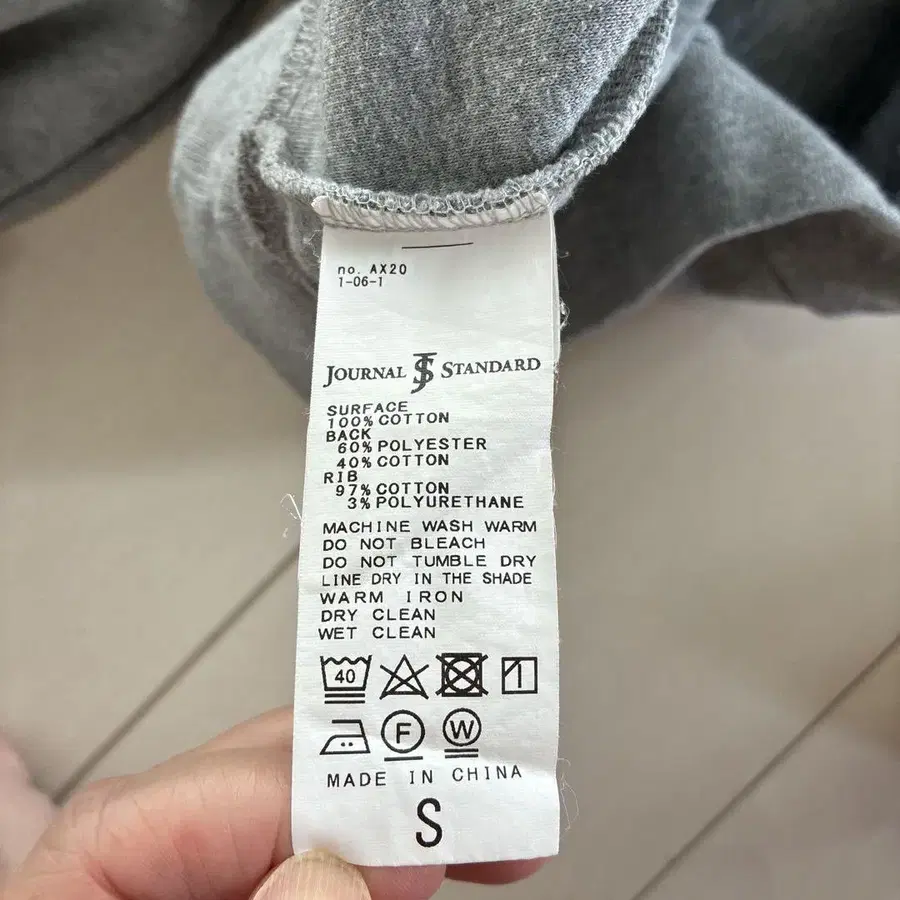 no. AX20
1-06-1
JOURNAL JS STANDARD
SURFACE
100% COTTON
BACK
60% POLYESTER
40% COTTON
RIB
97% COTTON
3% POLYURETHANE
MACHINE WASH WARM
DO NOT BLEACH
DO NOT TUMBLE DRY
LINE DRY IN THE SHADE
WARM IRON
DRY CLEAN
WET CLEAN
40
F W
MADE IN CHINA
S